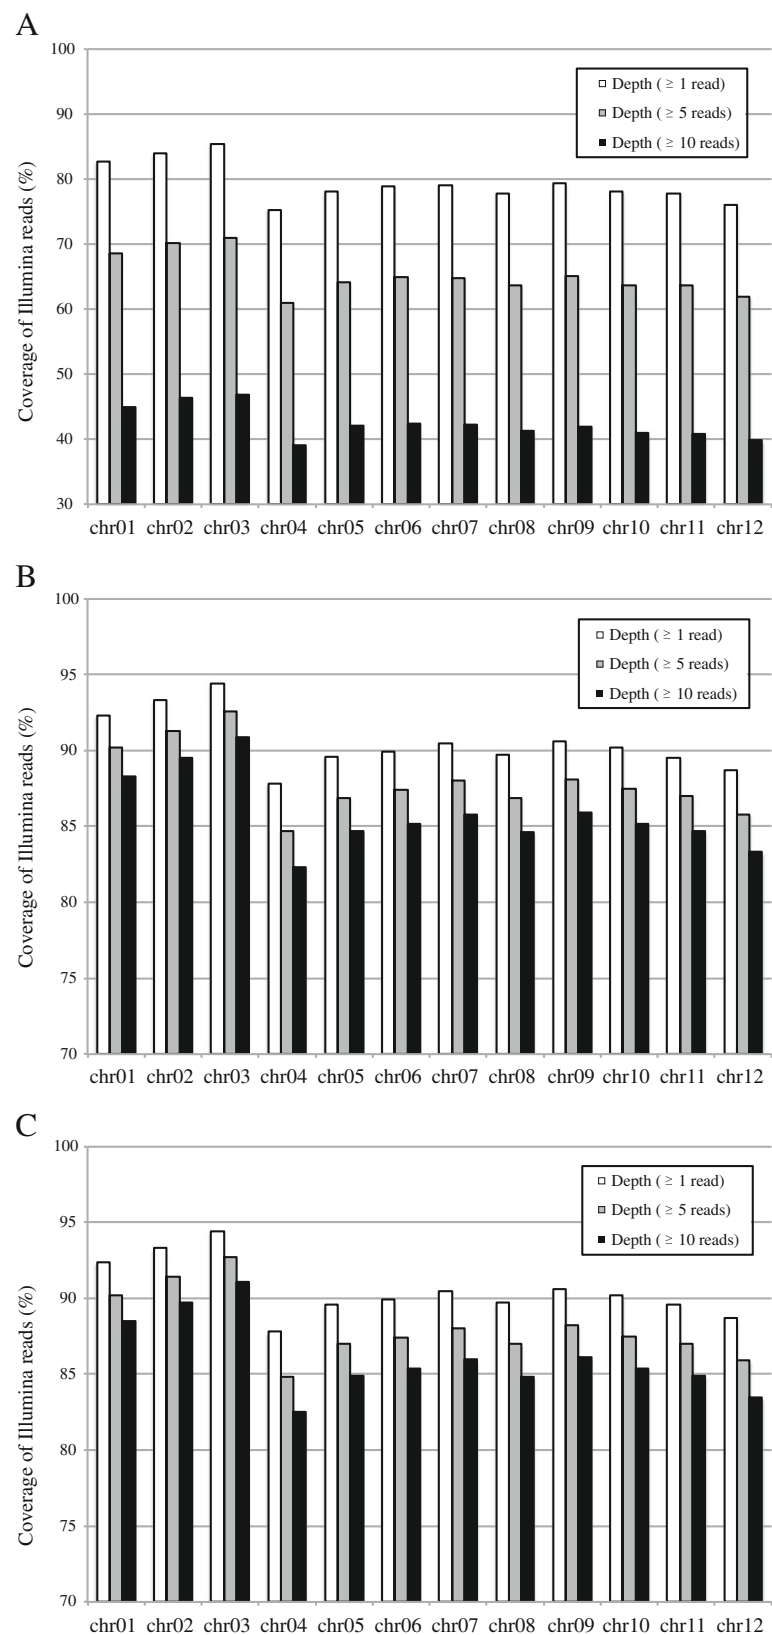 A
Coverage of Illumina reads (%)
100
90
80
70
60
50
40
30
Depth ( ≧ 1 read)
Depth ( ≧ 5 reads)
Depth ( ≧ 10 reads)
chr01 chr02 chr03 chr04 chr05 chr06 chr07 chr08 chr09 chr10 chr11 chr12
B
Coverage of Illumina reads (%)
100
95
90
85
80
75
70
Depth ( ≧ 1 read)
Depth ( ≧ 5 reads)
Depth ( ≧ 10 reads)
chr01 chr02 chr03 chr04 chr05 chr06 chr07 chr08 chr09 chr10 chr11 chr12
C
Coverage of Illumina reads (%)
100
95
90
85
80
75
70
Depth ( ≧ 1 read)
Depth ( ≧ 5 reads)
Depth ( ≧ 10 reads)
chr01 chr02 chr03 chr04 chr05 chr06 chr07 chr08 chr09 chr10 chr11 chr12